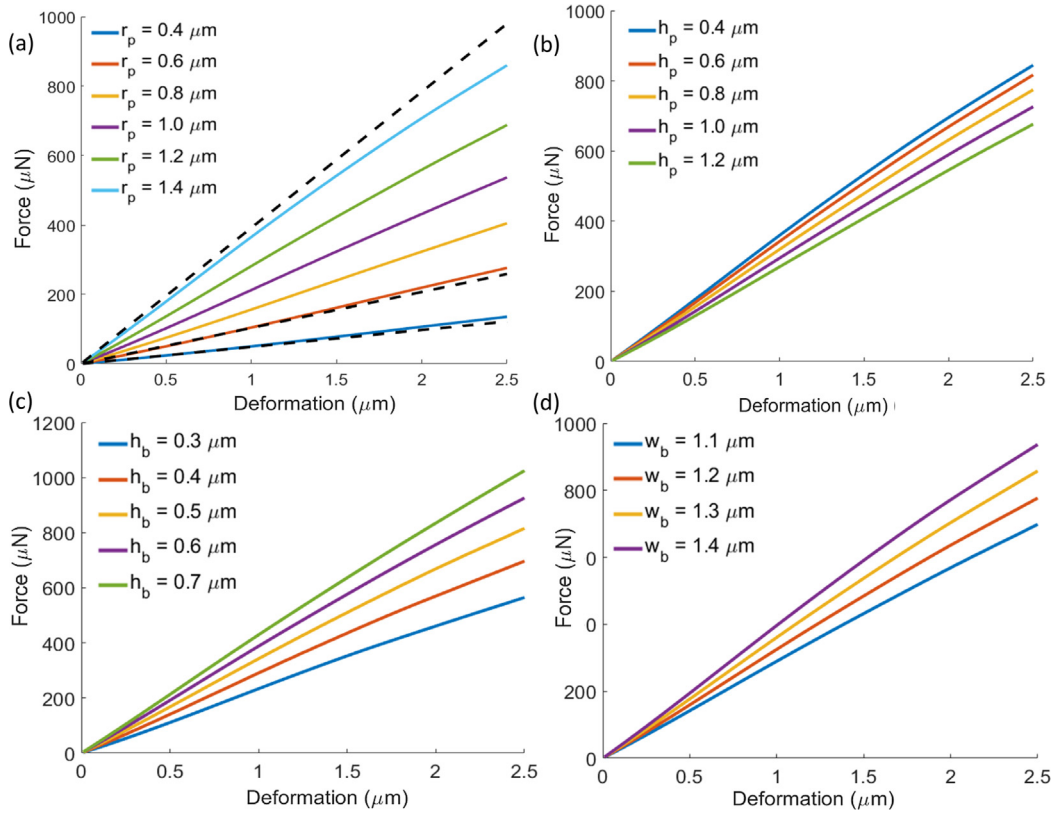 (a)
1000
800
600
400
200
0
Force (μN)
r_p = 0.4 μm
r_p = 0.6 μm
r_p = 0.8 μm
r_p = 1.0 μm
r_p = 1.2 μm
r_p = 1.4 μm
0 0.5 1 1.5 2 2.5
Deformation (μm)
(b)
1000
800
600
400
200
0
Force (μN)
h_p = 0.4 μm
h_p = 0.6 μm
h_p = 0.8 μm
h_p = 1.0 μm
h_p = 1.2 μm
0 0.5 1 1.5 2 2.5
Deformation (μm)
(c)
1200
1000
800
600
400
200
0
Force (μN)
h_b = 0.3 μm
h_b = 0.4 μm
h_b = 0.5 μm
h_b = 0.6 μm
h_b = 0.7 μm
0 0.5 1 1.5 2 2.5
Deformation (μm)
(d)
1000
800
0
0
200
0
Force (μN)
w_b = 1.1 μm
w_b = 1.2 μm
w_b = 1.3 μm
w_b = 1.4 μm
0 0.5 1 1.5 2 2.5
Deformation (μm)